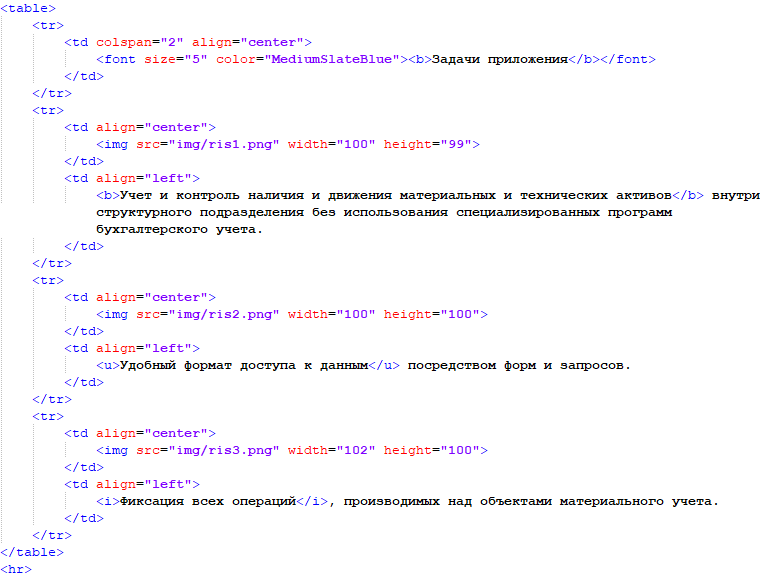 <table>
<tr>
<td colspan="2" align="center">
<font size="5" color="MediumSlateBlue"><b>Задачи приложения</b></font>
</td>
</tr>
<tr>
<td align="center">
<img src="img/ris1.png" width="100" height="99">
</td>
<td align="left">
<b>Учет и контроль наличия и движения материальных и технических активов</b> внутри
структурного подразделения без использования специализированных программ
бухгалтерского учета.
</td>
</tr>
<tr>
<td align="center">
<img src="img/ris2.png" width="100" height="100">
</td>
<td align="left">
<u>Удобный формат доступа к данным</u> посредством форм и запросов.
</td>
</tr>
<tr>
<td align="center">
<img src="img/ris3.png" width="102" height="100">
</td>
<td align="left">
<i>Фиксация всех операций</i>, производимых над объектами материального учета.
</td>
</tr>
</table>
<hr>